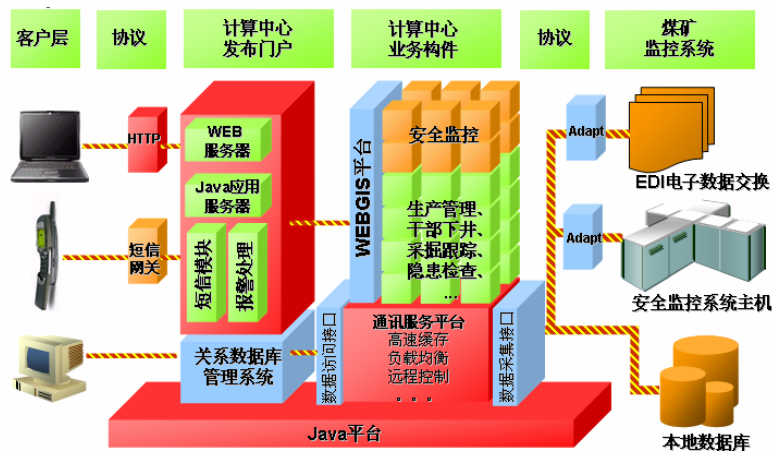 客户层
协议
计算中心
发布门户
计算中心
业务构件
协议
煤矿
监控系统
HTTP
WEB
服务器
Java应用
服务器
短信
网关
短信模块
报警处理
关系数据库
管理系统
数据访问接口
WEBGIS平台
安全监控
生产管理、
干部下井、
采掘跟踪、
隐患检查、
...
通讯服务平台
高速缓存
负载均衡
远程控制
。。。
数据采集接口
Java平台
Adapt
EDI电子数据交换
Adapt
安全监控系统主机
本地数据库